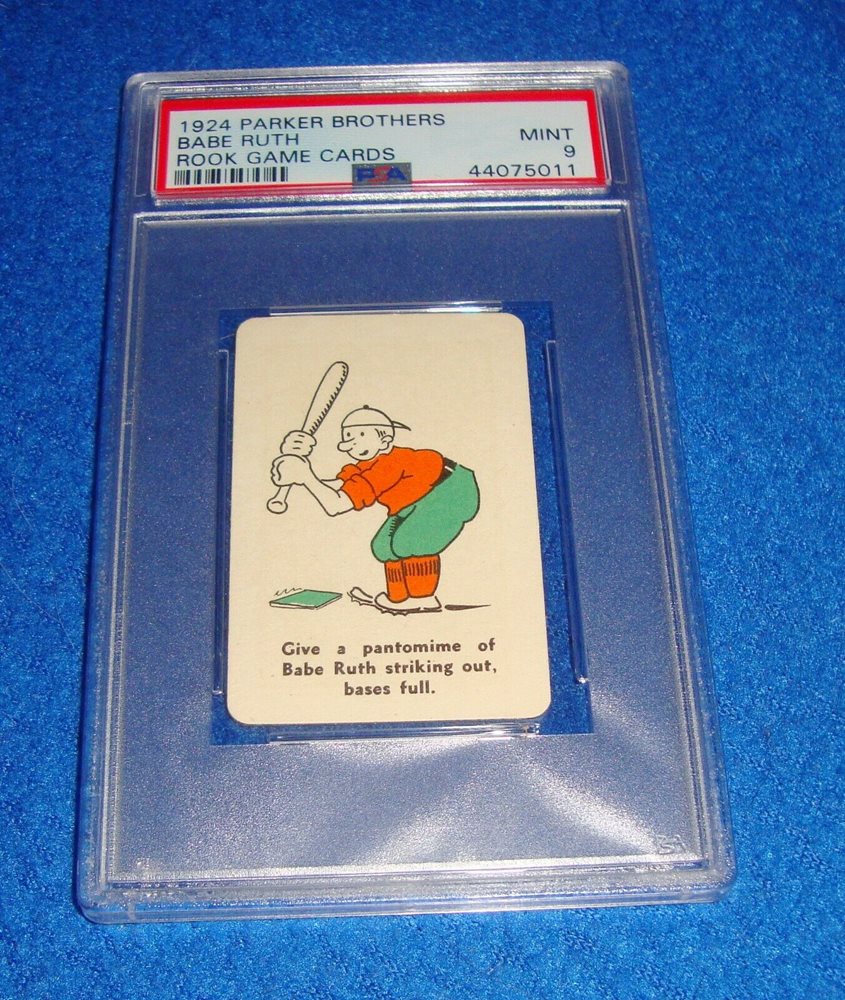 1924 PARKER BROTHERS
BABE RUTH MINT
ROOK GAME CARDS 9
PSA 44075011
Give a pantomime of
Babe Ruth striking out,
bases full.